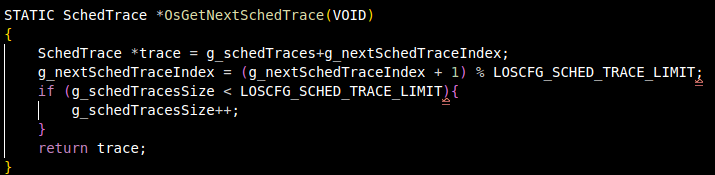 STATIC SchedTrace *OsGetNextSchedTrace(VOID)
{
    SchedTrace *trace = g_schedTraces+g_nextSchedTraceIndex;
    g_nextSchedTraceIndex = (g_nextSchedTraceIndex + 1) % LOSCFG_SCHED_TRACE_LIMIT;
    if (g_schedTracesSize < LOSCFG_SCHED_TRACE_LIMIT){
        g_schedTracesSize++;
    }
    return trace;
}